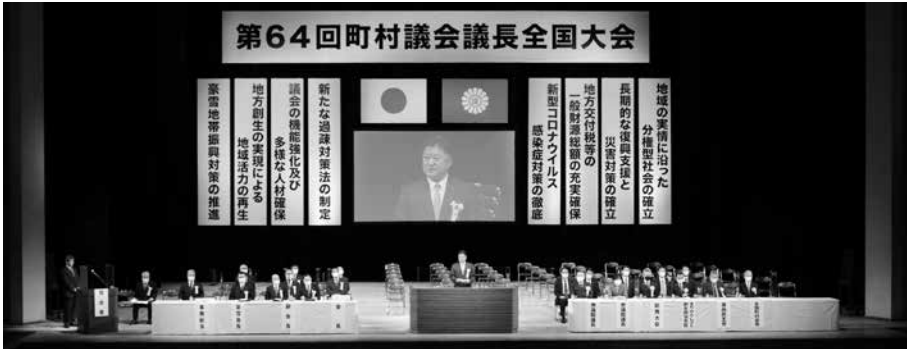 第64回町村議会議長全国大会
地域の実情に沿った
分権型社会の確立
長期的な復興支援と
災害対策の確立
地方交付税等の
一般財源総額の充実確保
新型コロナウイルス
感染症対策の徹底
新たな過疎対策法の制定
議会の機能強化及び
多様な人材確保
地方創生の実現による
地域活力の再生
豪雪地帯振興対策の推進